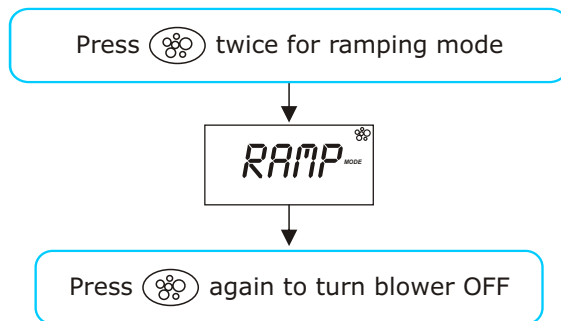 Press twice for ramping mode
RAMP MODE
Press again to turn blower OFF